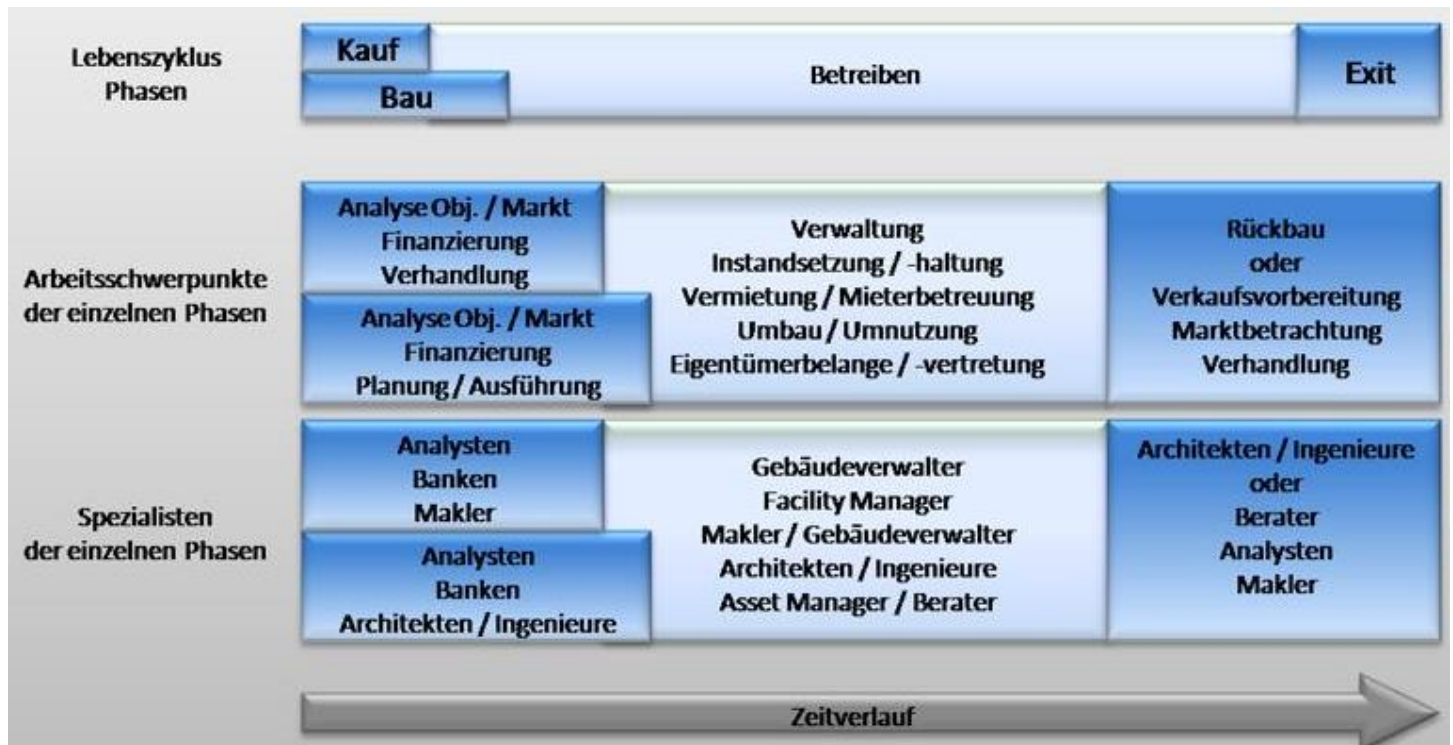 Lebenszyklus
Phasen
Kauf
Bau
Betreiben
Exit
Arbeitsschwerpunkte
der einzelnen Phasen
Analyse Obj. / Markt
Finanzierung
Verhandlung
Analyse Obj. / Markt
Finanzierung
Planung / Ausführung
Verwaltung
Instandsetzung / -haltung
Vermietung / Mieterbetreuung
Umbau / Umnutzung
Eigentümerbelange / -vertretung
Rückbau
oder
Verkaufsvorbereitung
Marktbetrachtung
Verhandlung
Spezialisten
der einzelnen Phasen
Analysten
Banken
Makler
Analysten
Banken
Architekten / Ingenieure
Gebäudeverwalter
Facility Manager
Makler / Gebäudeverwalter
Architekten / Ingenieure
Asset Manager / Berater
Architekten / Ingenieure
oder
Berater
Analysten
Makler
Zeitverlauf